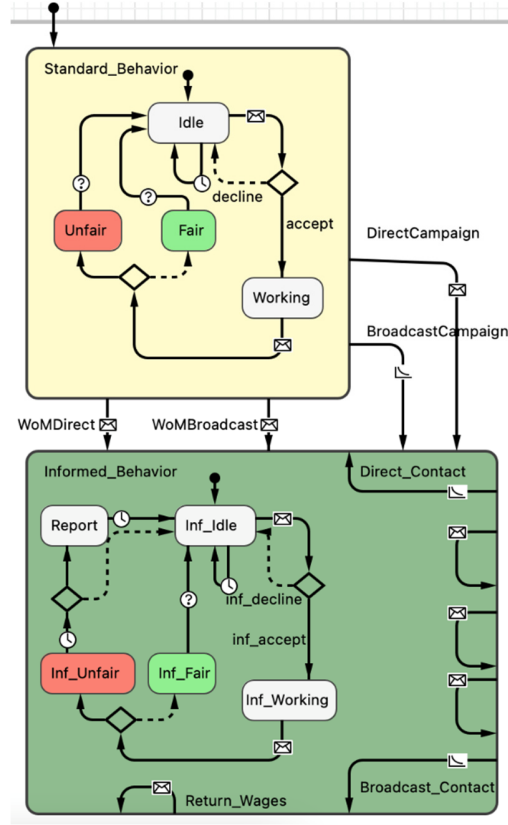 Standard_Behavior
Idle
decline
accept
Unfair
?
?
Fair
Working
DirectCampaign
BroadcastCampaign
WoMDirect
WoMBroadcast
Informed_Behavior
Direct_Contact
Report
Inf_Idle
?
inf_decline
inf_accept
Inf_Unfair
Inf_Fair
Inf_Working
Return_Wages
Broadcast_Contact